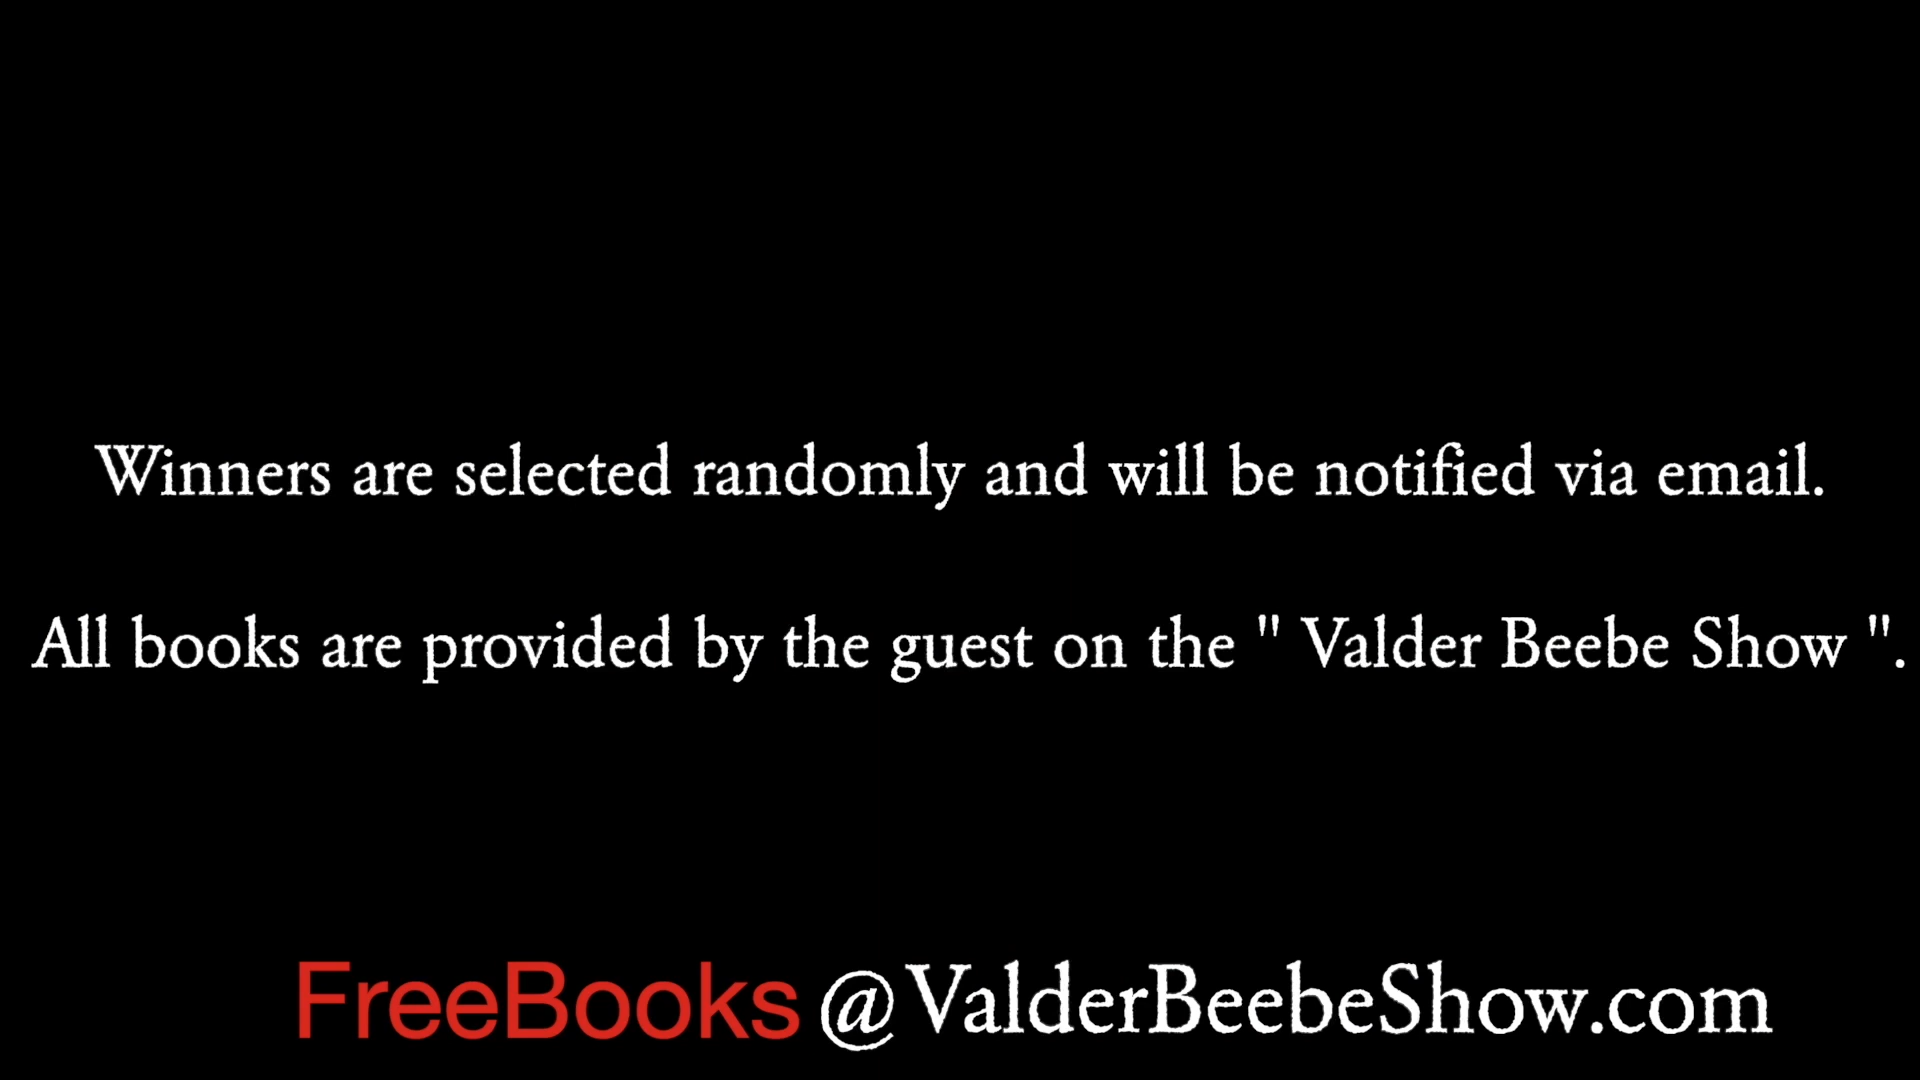 Winners are selected randomly and will be notified via email.
All books are provided by the guest on the " Valder Beebe Show ".
FreeBooks @ValderBeebeShow.com